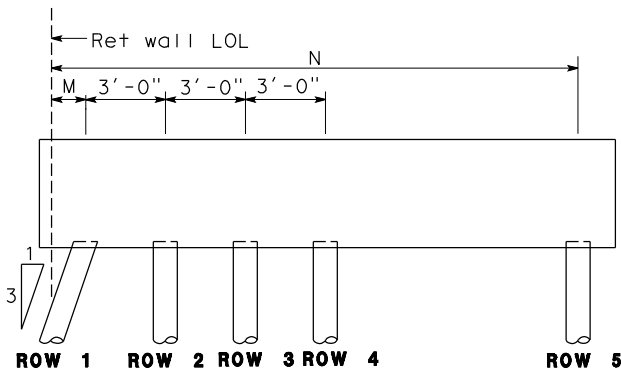 Ret wall LOL
N
M 3'-0" 3'-0" 3'-0"
1
3
ROW 1 ROW 2 ROW 3 ROW 4 ROW 5